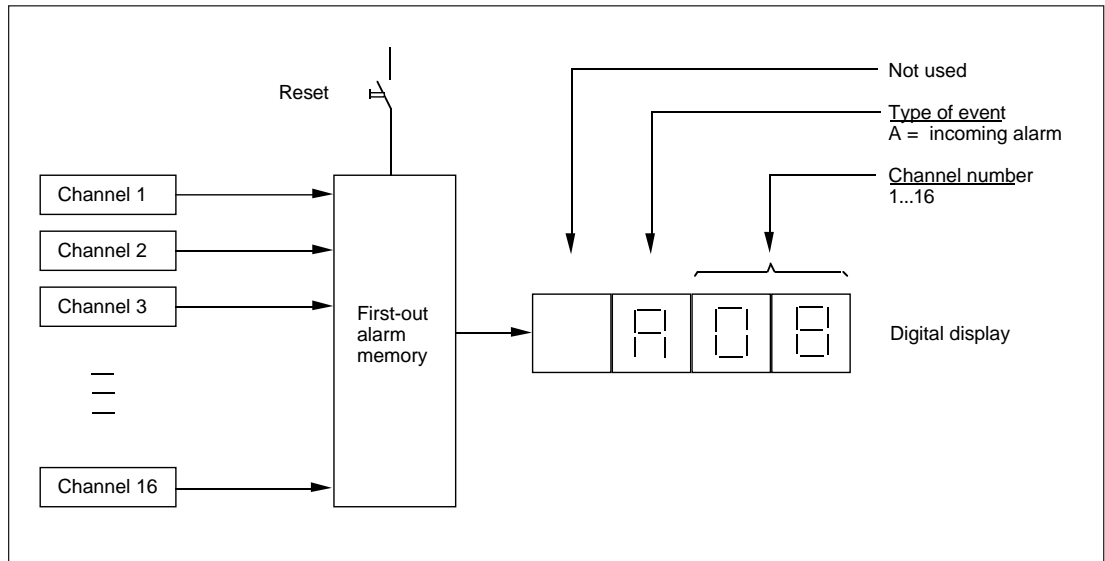 Reset
Not used
Type of event
A = incoming alarm
Channel number
1...16
Channel 1
Channel 2
Channel 3
Channel 16
First-out
alarm
memory
A08
Digital display